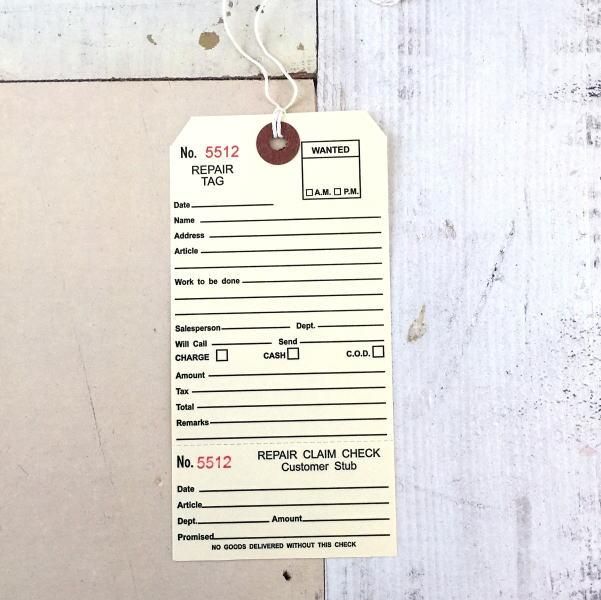 No. 5512
REPAIR
TAG
WANTED
A.M. P.M.
Date
Name
Address
Article
Work to be done
Salesperson Dept.
Will Call Send
CHARGE CASH C.O.D.
Amount
Tax
Total
Remarks
No. 5512
REPAIR CLAIM CHECK
Customer Stub
Date
Article
Dept. Amount
Promised
NO GOODS DELIVERED WITHOUT THIS CHECK